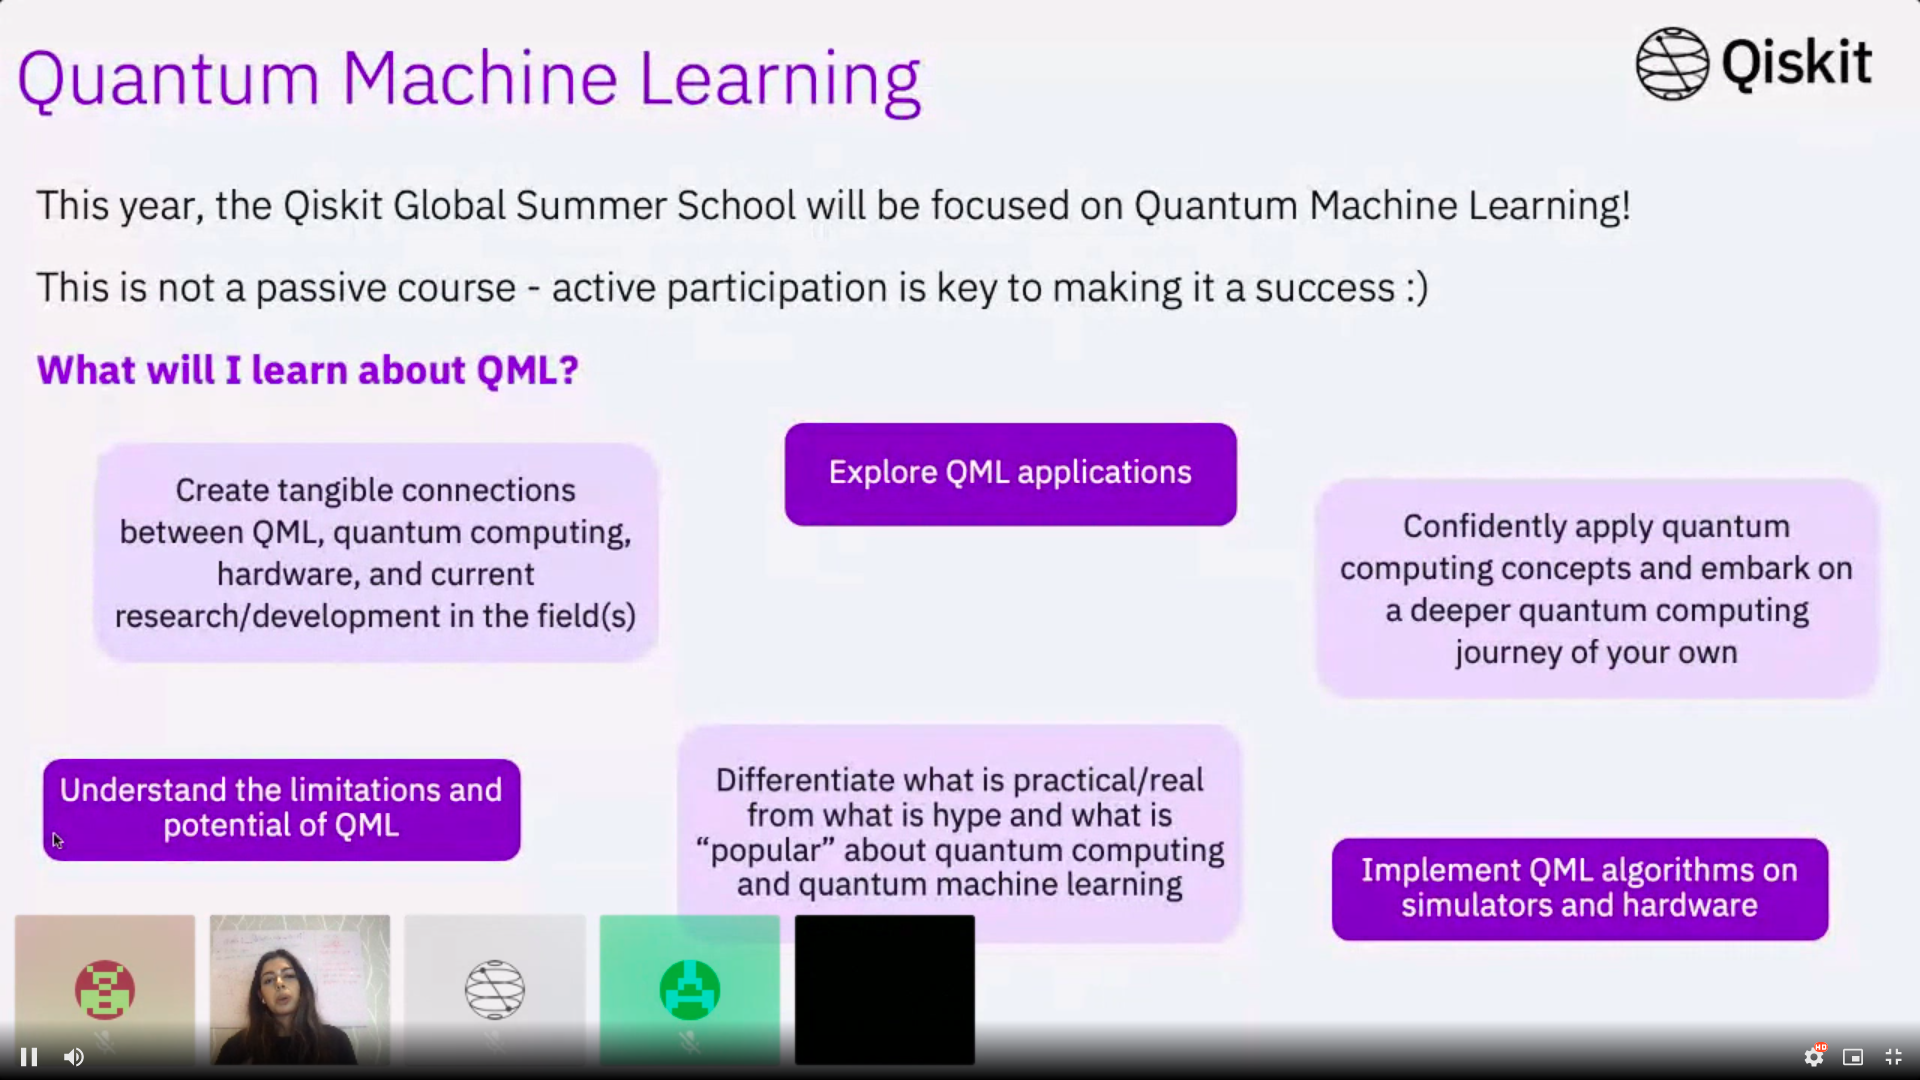 Quantum Machine Learning
Qiskit
This year, the Qiskit Global Summer School will be focused on Quantum Machine Learning!
This is not a passive course - active participation is key to making it a success :)
What will I learn about QML?
Create tangible connections
between QML, quantum computing,
hardware, and current
research/development in the field(s)
Explore QML applications
Confidently apply quantum
computing concepts and embark on
a deeper quantum computing
journey of your own
Understand the limitations and
potential of QML
Differentiate what is practical/real
from what is hype and what is
“popular” about quantum computing
and quantum machine learning
Implement QML algorithms on
simulators and hardware
HD